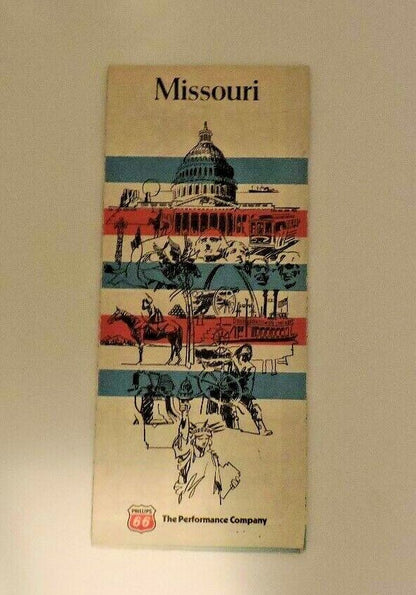 Missouri
PHILLIPS
66
The Performance Company